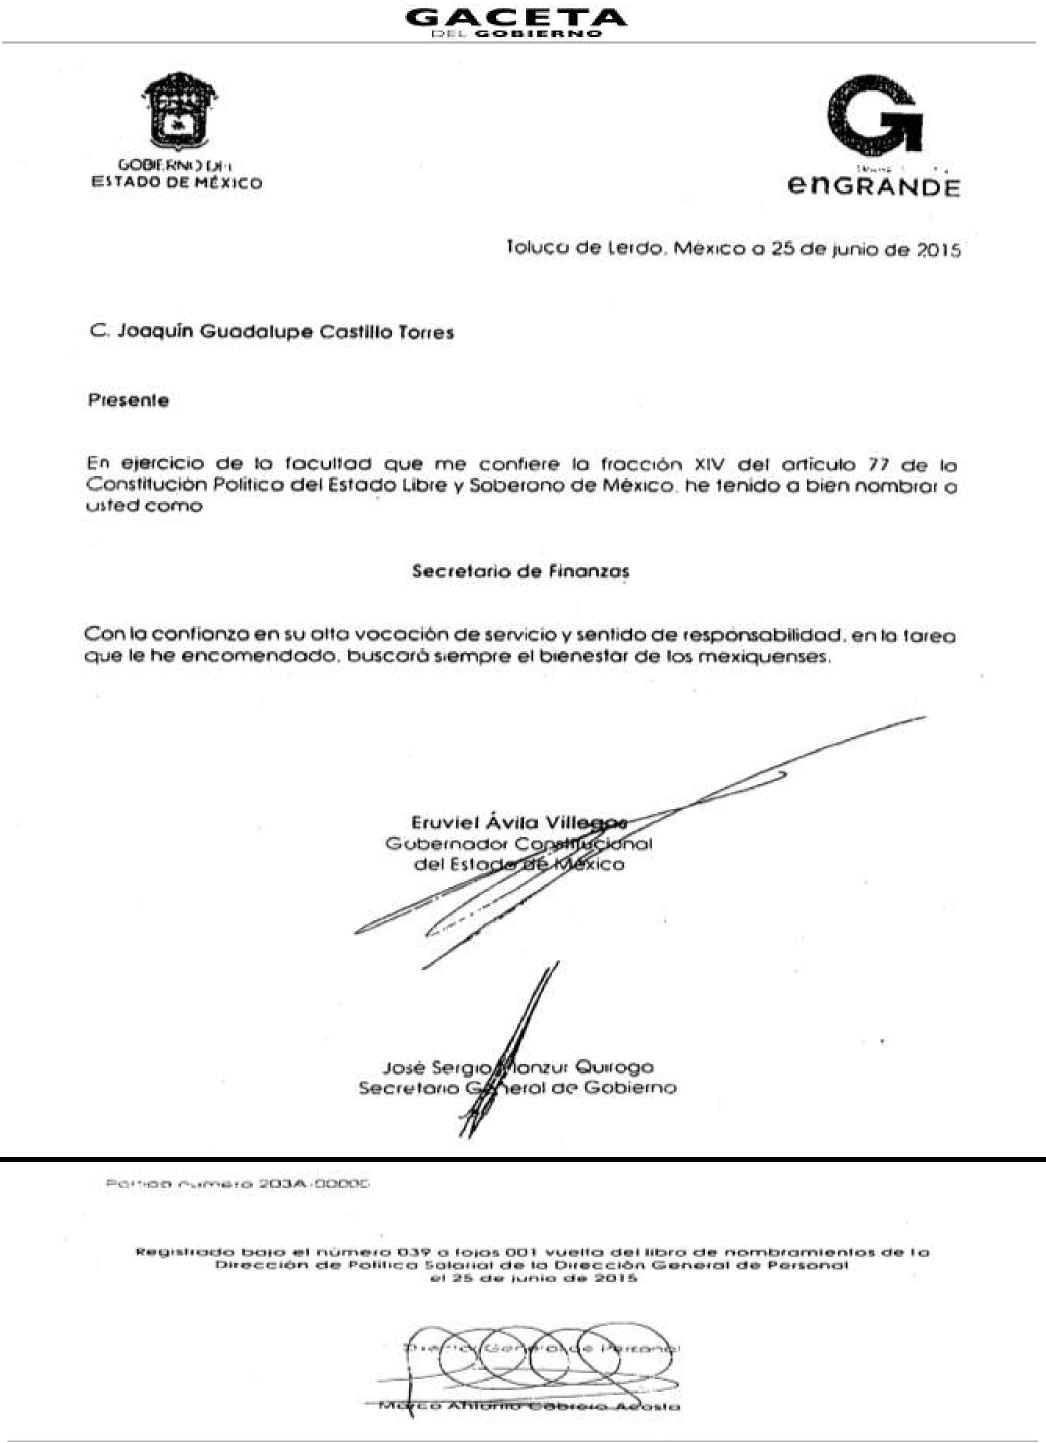 GACETA
DEL GOBIERNO
GOBIERNO DEL
ESTADO DE MÉXICO
enGRANDE
Toluca de Lerdo, México a 25 de junio de 2015
C. Joaquín Guadalupe Castillo Torres
Presente
En ejercicio de la facultad que me confiere la fracción XIV del artículo 77 de la
Constitución Política del Estado Libre y Soberano de México, he tenido a bien nombrar a
usted como
Secretario de Finanzas
Con la confianza en su alta vocación de servicio y sentido de responsabilidad, en la tarea
que le he encomendado, buscará siempre el bienestar de los mexiquenses.
Eruviel Ávila Villegas
Gobernador Constitucional
del Estado de México
José Sergio Manzur Quiroga
Secretario General de Gobierno
Partida número 203A-00000
Registrado bajo el número 039 a fojas 001 vuelta del libro de nombramientos de la
Dirección de Política Salarial de la Dirección General de Personal
el 25 de junio de 2015
Director General de Personal
Marco Antonio Cabrera Acosta